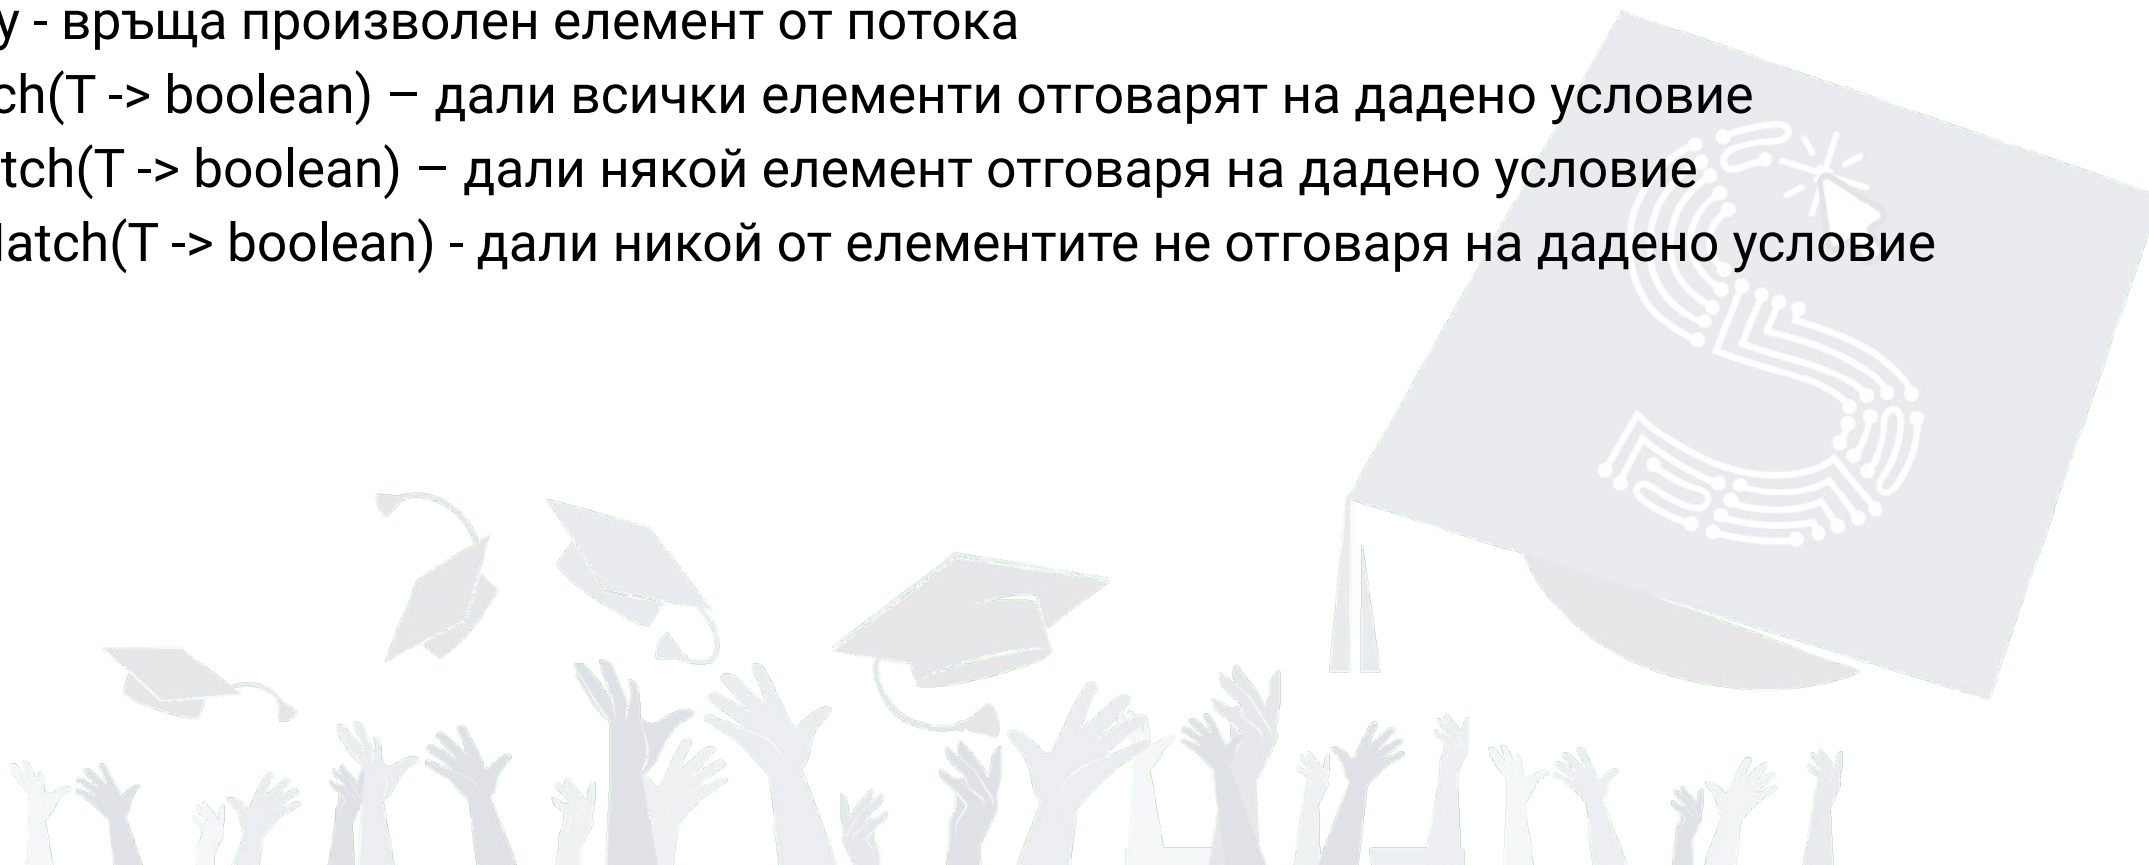 y - връща произволен елемент от потока
ch(T -> boolean) – дали всички елементи отговарят на дадено условие
tch(T -> boolean) – дали някой елемент отговаря на дадено условие
atch(T -> boolean) - дали никой от елементите не отговаря на дадено условие